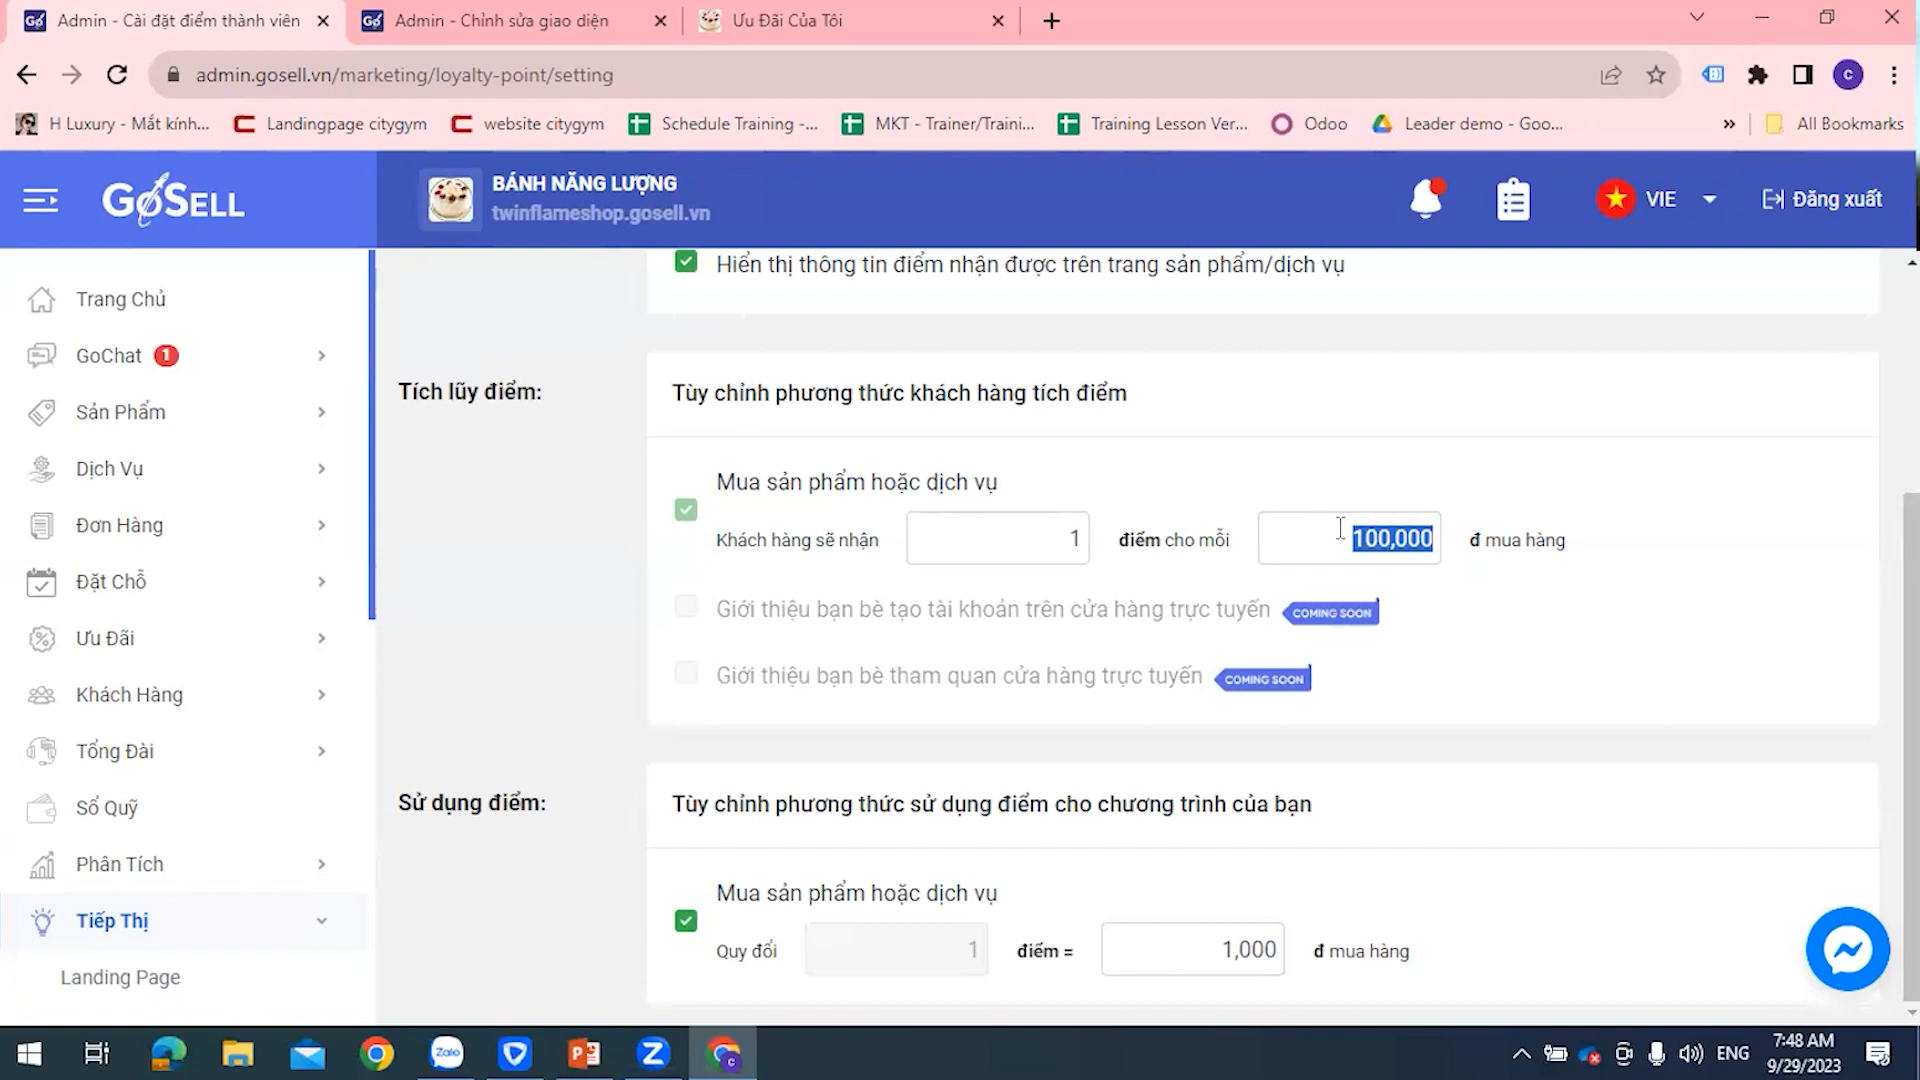 Admin - Cài đặt điểm thành viên
Admin - Chỉnh sửa giao diện
Ưu Đãi Của Tôi
admin.gosell.vn/marketing/loyalty-point/setting
C
H Luxury - Mắt kính...
Landingpage citygym
website citygym
Schedule Training -...
MKT - Trainer/Traini...
Training Lesson Ver...
Odoo
Leader demo - Goo...
»
All Bookmarks
GOSELL
BÁNH NĂNG LƯỢNG
twinflameshop.gosell.vn
VIE
Đăng xuất
Trang Chủ
GoChat 1
Sản Phẩm
Dịch Vụ
Đơn Hàng
Đặt Chỗ
Ưu Đãi
Khách Hàng
Tổng Đài
Sổ Quỹ
Phân Tích
Tiếp Thị
Landing Page
Hiển thị thông tin điểm nhận được trên trang sản phẩm/dịch vụ
Tích lũy điểm:
Tùy chỉnh phương thức khách hàng tích điểm
Mua sản phẩm hoặc dịch vụ
Khách hàng sẽ nhận 1 điểm cho mỗi 100,000 đ mua hàng
Giới thiệu bạn bè tạo tài khoản trên cửa hàng trực tuyến COMING SOON
Giới thiệu bạn bè tham quan cửa hàng trực tuyến COMING SOON
Sử dụng điểm:
Tùy chỉnh phương thức sử dụng điểm cho chương trình của bạn
Mua sản phẩm hoặc dịch vụ
Quy đổi 1 điểm = 1,000 đ mua hàng
Zalo
ENG
7:48 AM
9/29/2023